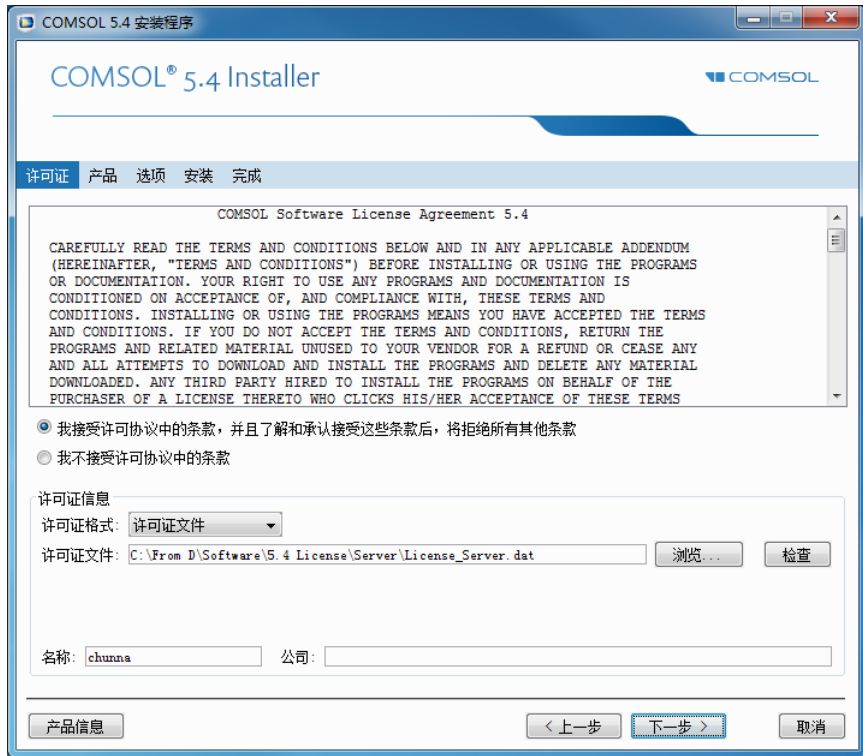 COMSOL 5.4 安装程序
COMSOL® 5.4 Installer
COMSOL
许可证 产品 选项 安装 完成
COMSOL Software License Agreement 5.4
CAREFULLY READ THE TERMS AND CONDITIONS BELOW AND IN ANY APPLICABLE ADDENDUM
(HEREINAFTER, "TERMS AND CONDITIONS") BEFORE INSTALLING OR USING THE PROGRAMS
OR DOCUMENTATION. YOUR RIGHT TO USE ANY PROGRAMS AND DOCUMENTATION IS
CONDITIONED ON ACCEPTANCE OF, AND COMPLIANCE WITH, THESE TERMS AND
CONDITIONS. INSTALLING OR USING THE PROGRAMS MEANS YOU HAVE ACCEPTED THE TERMS
AND CONDITIONS. IF YOU DO NOT ACCEPT THE TERMS AND CONDITIONS, RETURN THE
PROGRAMS AND RELATED MATERIAL UNUSED TO YOUR VENDOR FOR A REFUND OR CEASE ANY
AND ALL ATTEMPTS TO DOWNLOAD AND INSTALL THE PROGRAMS AND DELETE ANY MATERIAL
DOWNLOADED. ANY THIRD PARTY HIRED TO INSTALL THE PROGRAMS ON BEHALF OF THE
PURCHASER OF A LICENSE THERETO WHO CLICKS HIS/HER ACCEPTANCE OF THESE TERMS
我接受许可协议中的条款，并且了解和承认接受这些条款后，将拒绝所有其他条款
我不接受许可协议中的条款
许可证信息
许可证格式: 许可证文件
许可证文件: C:\From D\Software\5.4 License\Server\License_Server.dat 浏览... 检查
名称: chunna 公司:
产品信息 < 上一步 下一步 > 取消